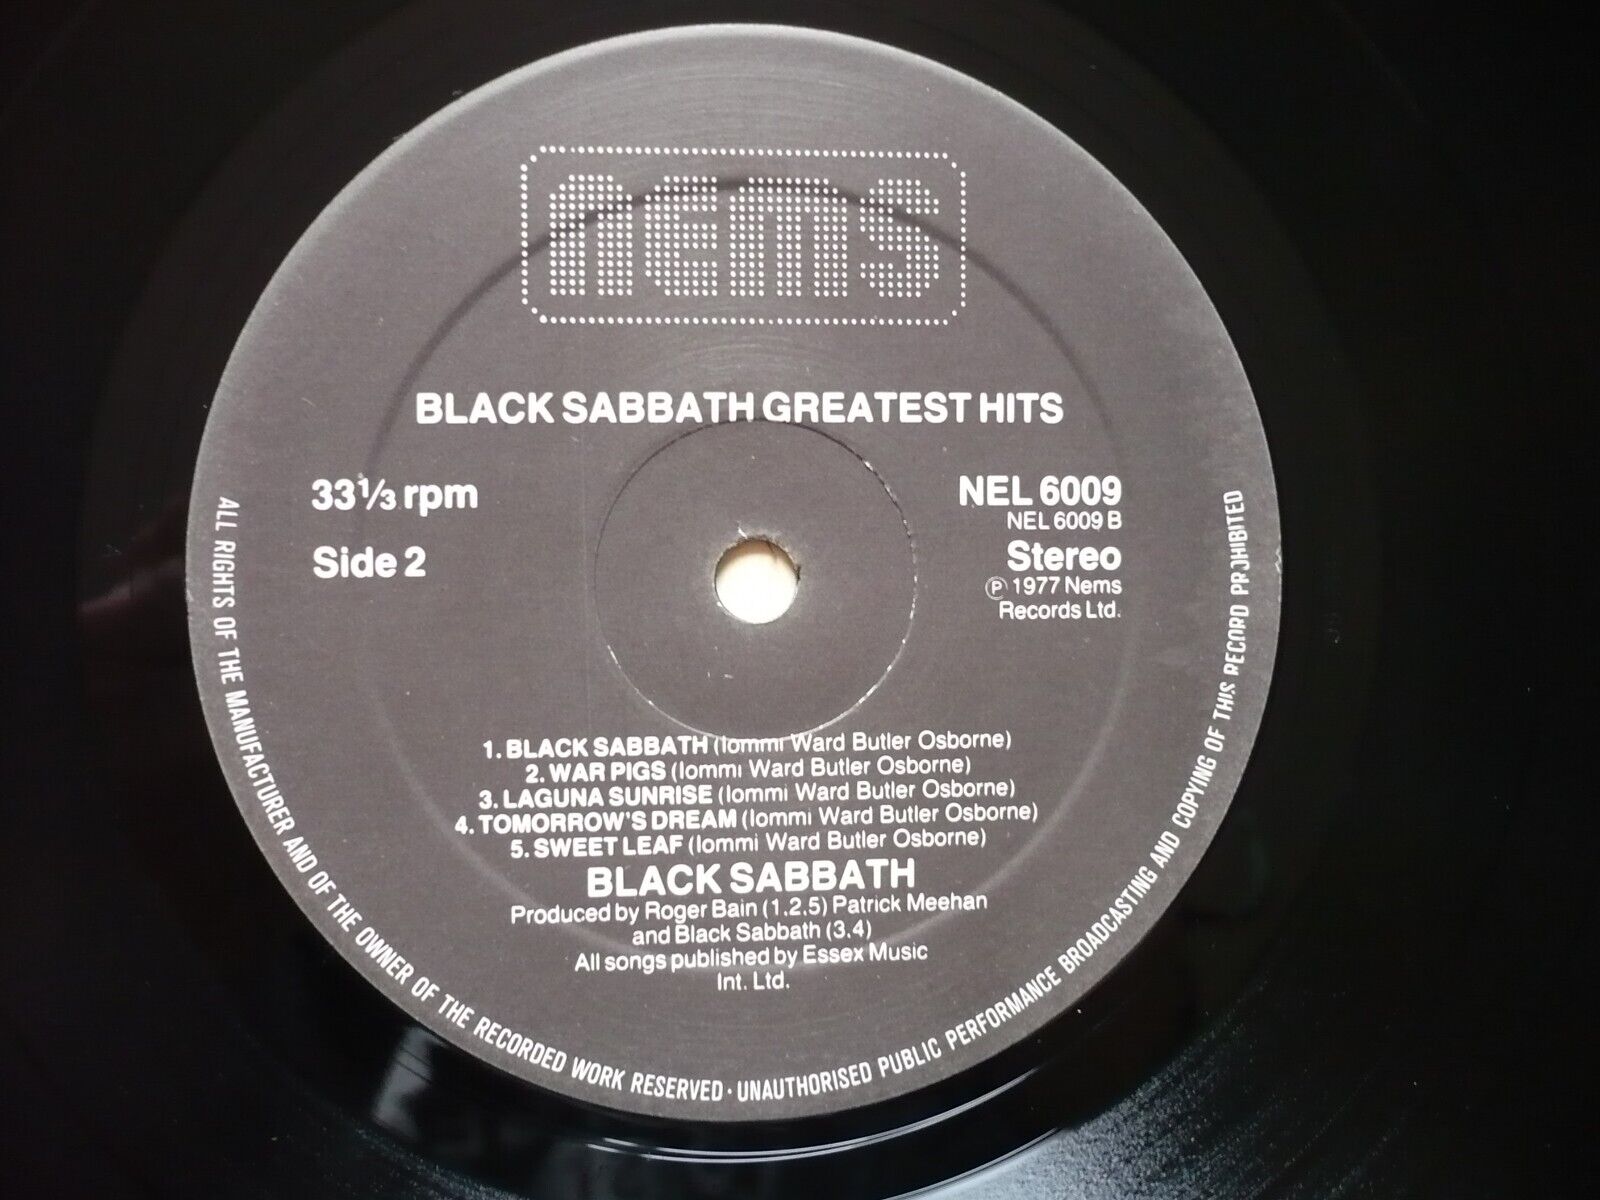 nems
BLACK SABBATH GREATEST HITS
33 1/3 rpm
Side 2
NEL 6009
NEL 6009 B
Stereo
Ⓟ 1977 Nems
Records Ltd.
1. BLACK SABBATH (Iommi Ward Butler Osborne)
2. WAR PIGS (Iommi Ward Butler Osborne)
3. LAGUNA SUNRISE (Iommi Ward Butler Osborne)
4. TOMORROW'S DREAM (Iommi Ward Butler Osborne)
5. SWEET LEAF (Iommi Ward Butler Osborne)
BLACK SABBATH
Produced by Roger Bain (1.2.5) Patrick Meehan
and Black Sabbath (3.4)
All songs published by Essex Music
Int. Ltd.
ALL RIGHTS OF THE MANUFACTURER AND OF THE OWNER OF THE RECORDED WORK RESERVED · UNAUTHORISED PUBLIC PERFORMANCE BROADCASTING AND COPYING OF THIS RECORD PROHIBITED